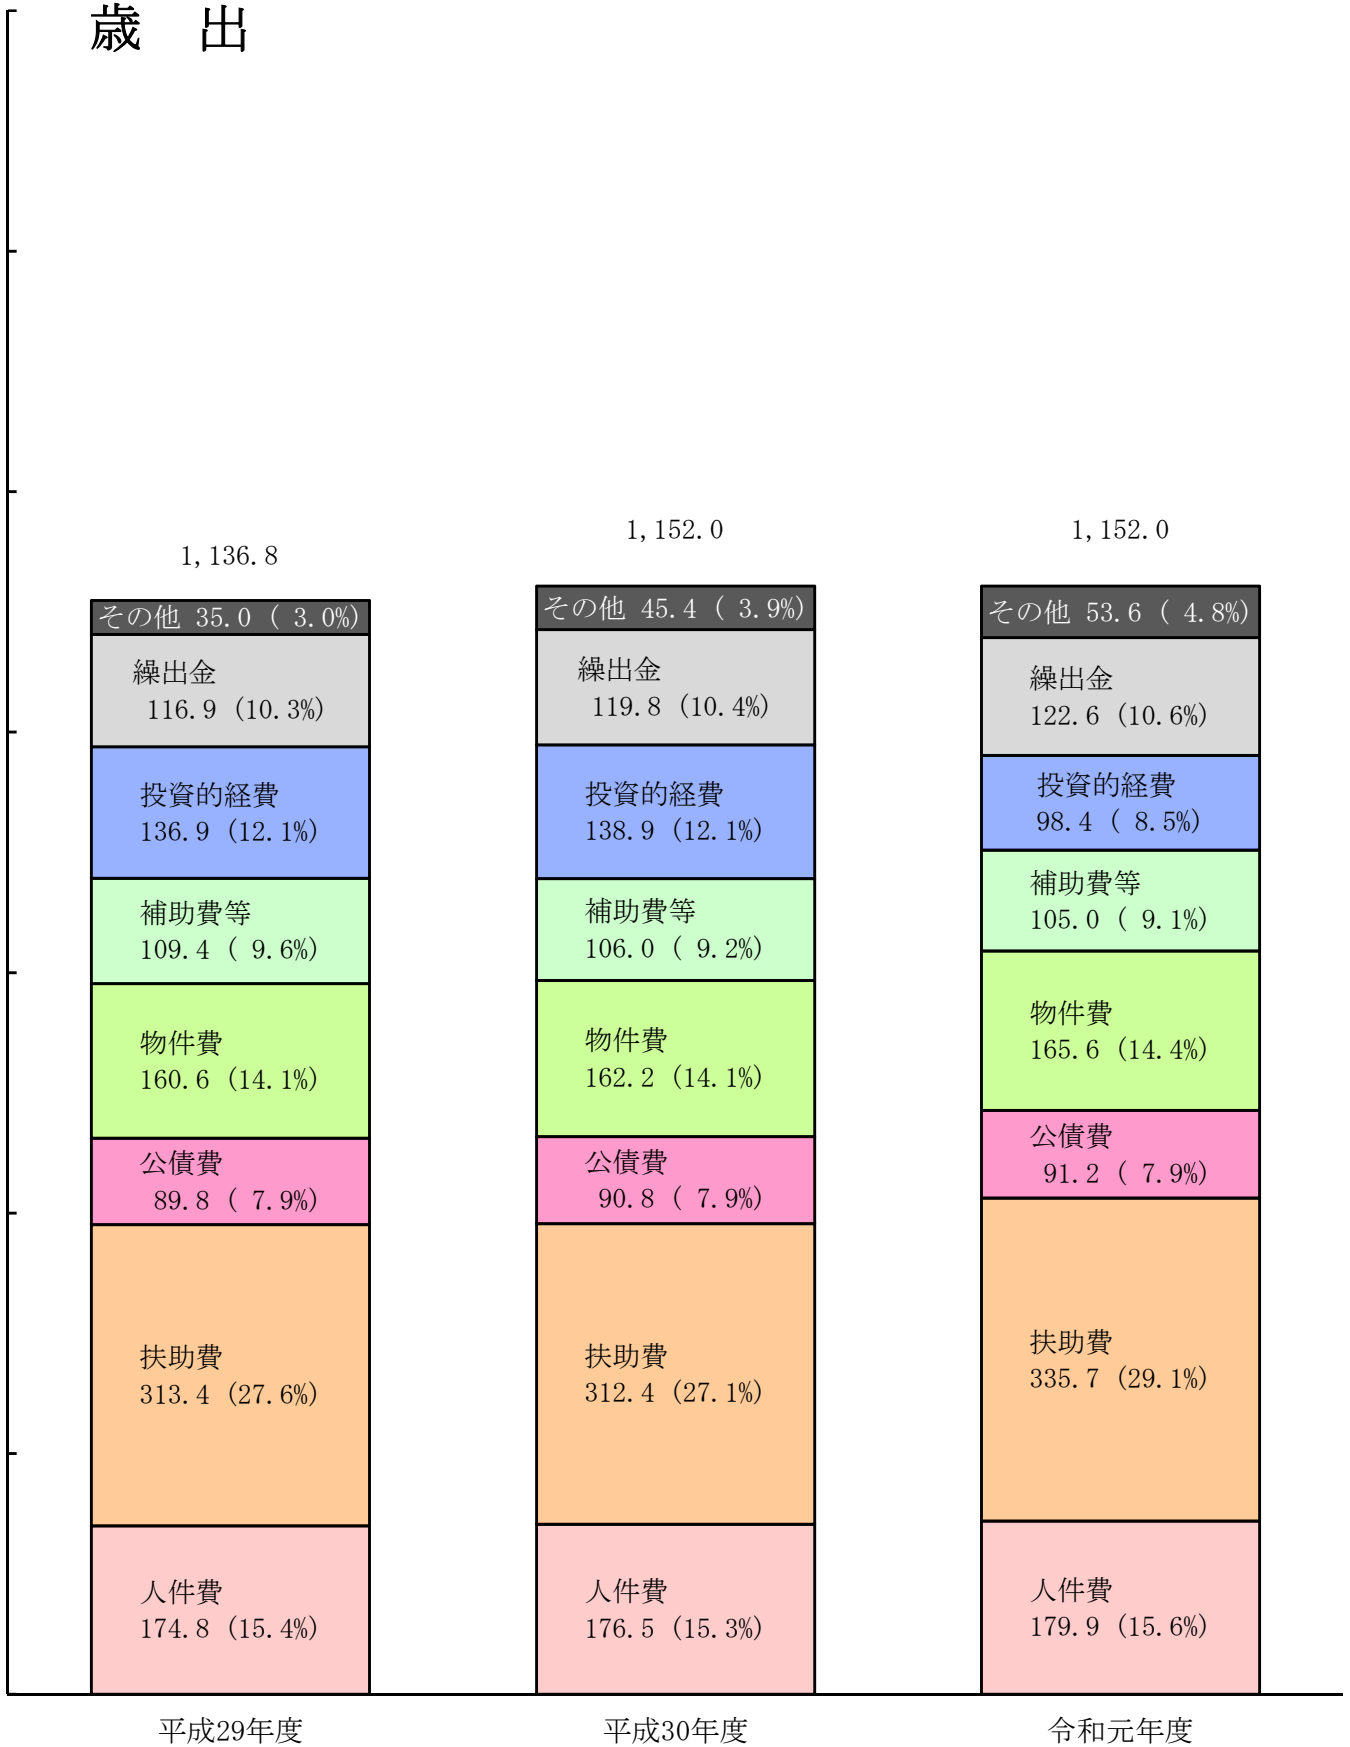 歳　出
1,136.8
その他 35.0 ( 3.0%)
繰出金
116.9 (10.3%)
投資的経費
136.9 (12.1%)
補助費等
109.4 ( 9.6%)
物件費
160.6 (14.1%)
公債費
89.8 ( 7.9%)
扶助費
313.4 (27.6%)
人件費
174.8 (15.4%)
平成29年度
1,152.0
その他 45.4 ( 3.9%)
繰出金
119.8 (10.4%)
投資的経費
138.9 (12.1%)
補助費等
106.0 ( 9.2%)
物件費
162.2 (14.1%)
公債費
90.8 ( 7.9%)
扶助費
312.4 (27.1%)
人件費
176.5 (15.3%)
平成30年度
1,152.0
その他 53.6 ( 4.8%)
繰出金
122.6 (10.6%)
投資的経費
98.4 ( 8.5%)
補助費等
105.0 ( 9.1%)
物件費
165.6 (14.4%)
公債費
91.2 ( 7.9%)
扶助費
335.7 (29.1%)
人件費
179.9 (15.6%)
令和元年度